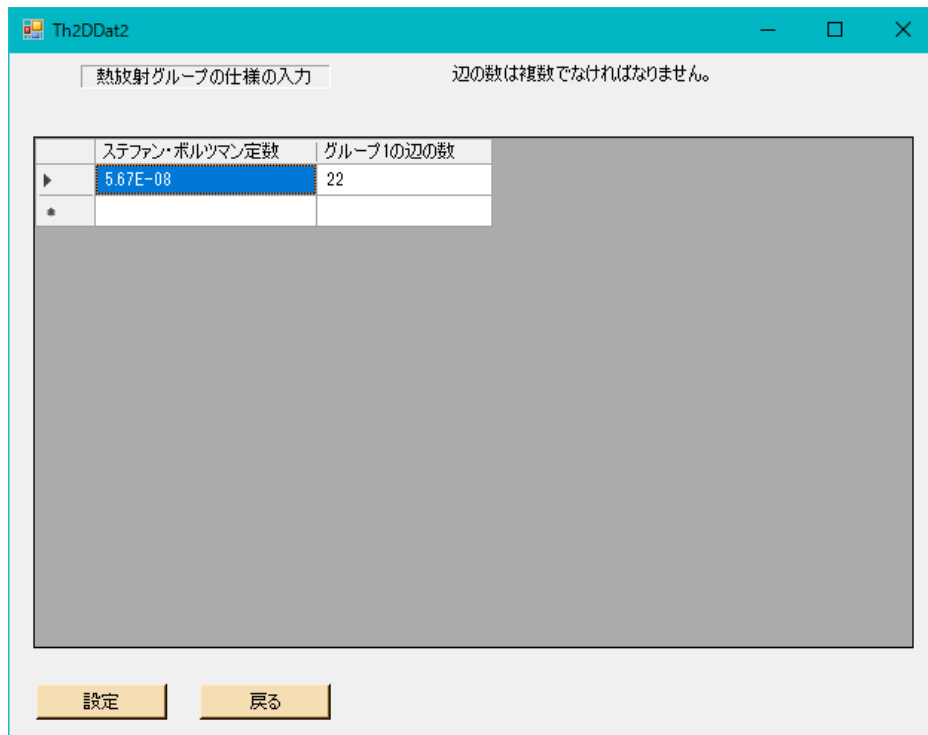 Th2DDat2
熱放射グループの仕様の入力
辺の数は複数でなければなりません。
ステファン・ボルツマン定数 グループ1の辺の数
5.67E-08 22
設定 戻る